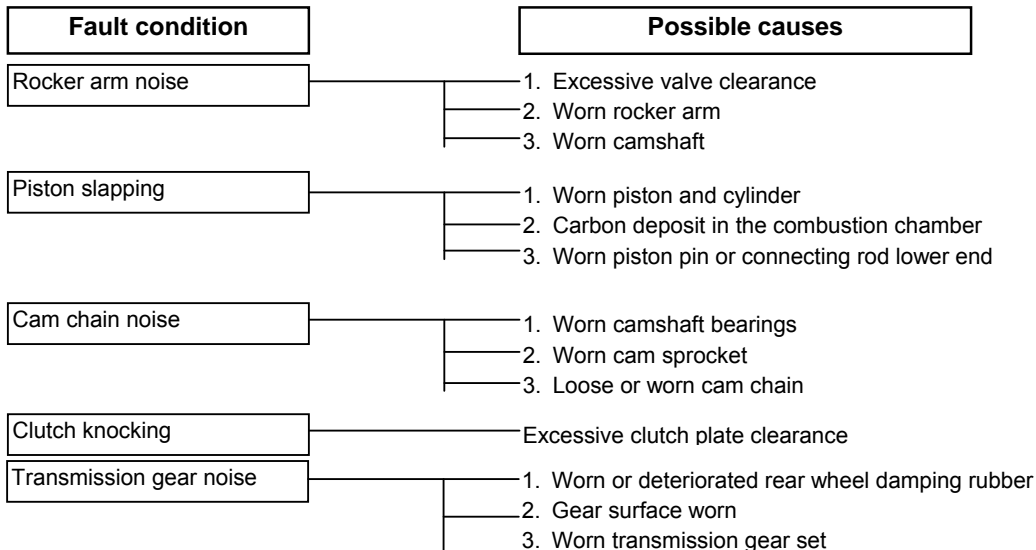 Fault condition
Possible causes
Rocker arm noise
1. Excessive valve clearance
2. Worn rocker arm
3. Worn camshaft
Piston slapping
1. Worn piston and cylinder
2. Carbon deposit in the combustion chamber
3. Worn piston pin or connecting rod lower end
Cam chain noise
1. Worn camshaft bearings
2. Worn cam sprocket
3. Loose or worn cam chain
Clutch knocking
Excessive clutch plate clearance
Transmission gear noise
1. Worn or deteriorated rear wheel damping rubber
2. Gear surface worn
3. Worn transmission gear set